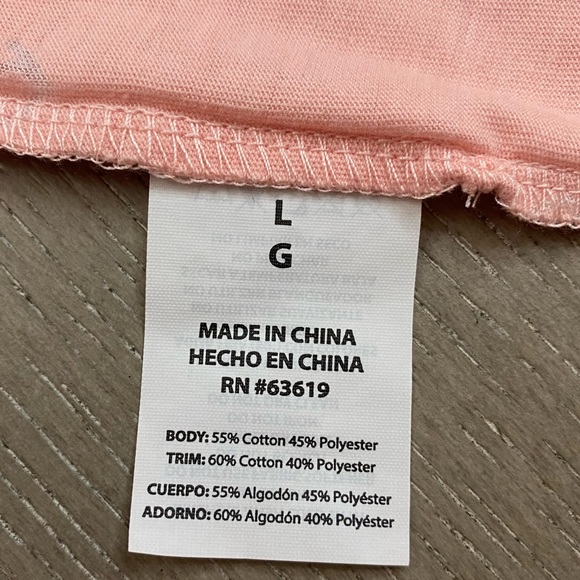 L
G
MADE IN CHINA
HECHO EN CHINA
RN #63619
BODY: 55% Cotton 45% Polyester
TRIM: 60% Cotton 40% Polyester
CUERPO: 55% Algodón 45% Polyéster
ADORNO: 60% Algodón 40% Polyéster